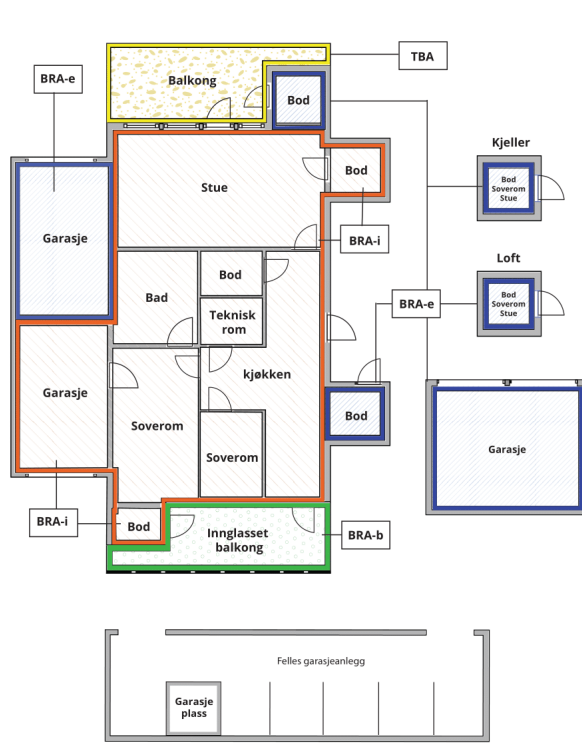 TBA
BRA-e
Balkong
Bod
Kjeller
Bod
Soverom
Stue
Stue
Bod
Garasje
BRA-i
Loft
Bod
Bad
Bod
Soverom
Stue
BRA-e
Teknisk
rom
kjøkken
Garasje
Bod
Soverom
Garasje
Soverom
BRA-i
Bod
Innglasset
balkong
BRA-b
Felles garasjeanlegg
Garasje
plass